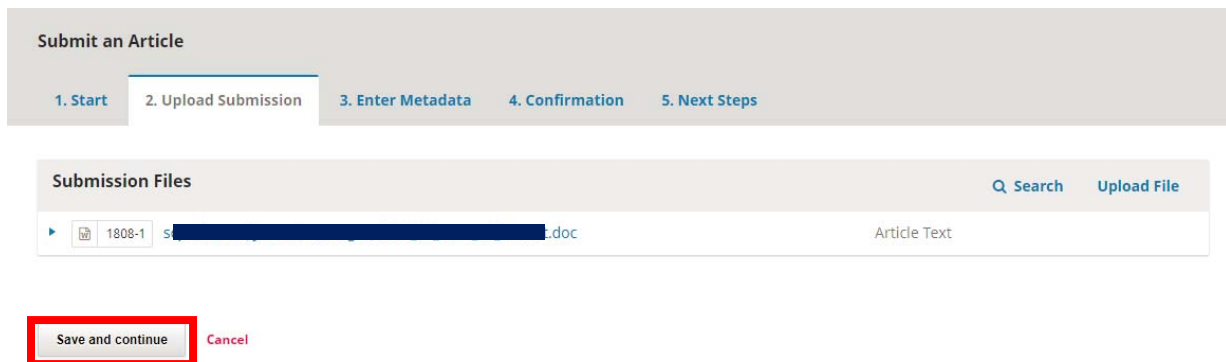 Submit an Article
1. Start 2. Upload Submission 3. Enter Metadata 4. Confirmation 5. Next Steps
Submission Files Search Upload File
1808-1 .doc Article Text
Save and continue Cancel